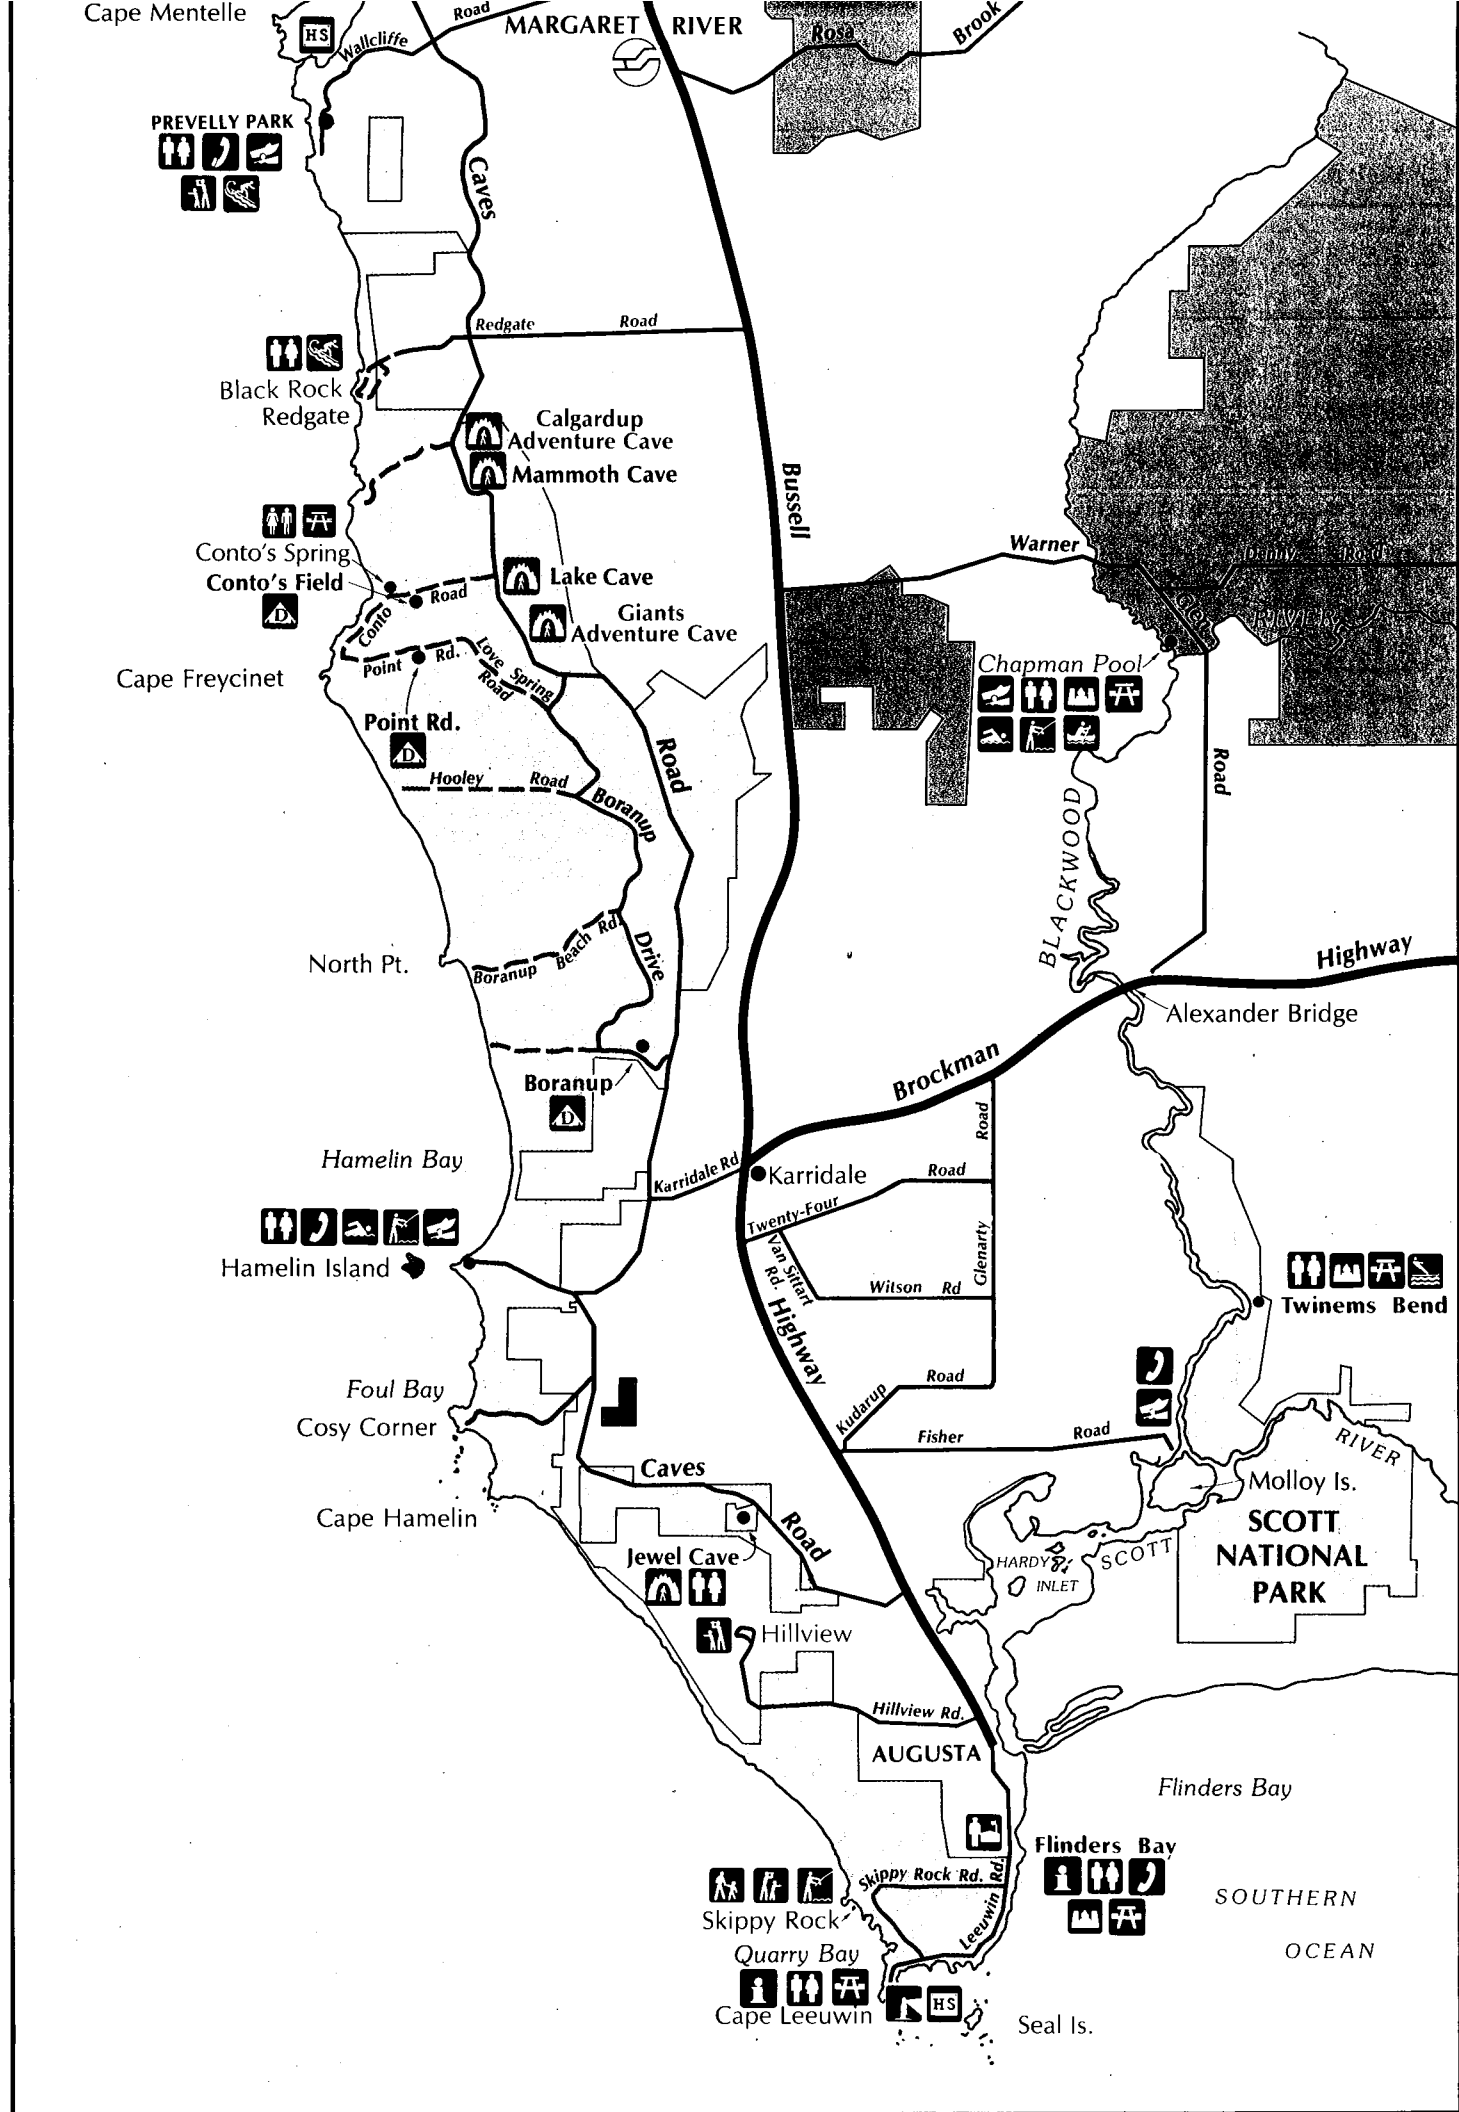 Cape Mentelle
Road
MARGARET RIVER
HS
Wallcliffe
Rosa
Brook
PREVELLY PARK
Caves
Redgate Road
Black Rock
Redgate
Calgardup
Adventure Cave
Mammoth Cave
Bussell
Conto's Spring
Conto's Field
D
Conto
Road
Lake Cave
Giants
Adventure Cave
Warner
Denny Road
Glen
RIVER
Chapman Pool
Cape Freycinet
Point Rd.
Love Spring
Road
Point Rd.
D
Hooley Road
Boranup
Road
Road
BLACKWOOD
North Pt.
Boranup Beach Rd.
Drive
Highway
Alexander Bridge
Brockman
Boranup
D
Hamelin Bay
Karridale Rd
Karridale
Road
Twenty-Four
Road
Van Sittart
Rd.
Glenarty
Witson Rd
Hamelin Island
Highway
Twinems Bend
Foul Bay
Cosy Corner
Kudarup
Road
Fisher Road
RIVER
Caves
Road
Molloy Is.
Cape Hamelin
Jewel Cave
HARDY
INLET
SCOTT
SCOTT
NATIONAL
PARK
Hillview
Hillview Rd.
AUGUSTA
Flinders Bay
Flinders Bay
Skippy Rock Rd.
Rd.
Leeuwin
Skippy Rock
Quarry Bay
Cape Leeuwin
HS
Seal Is.
SOUTHERN
OCEAN